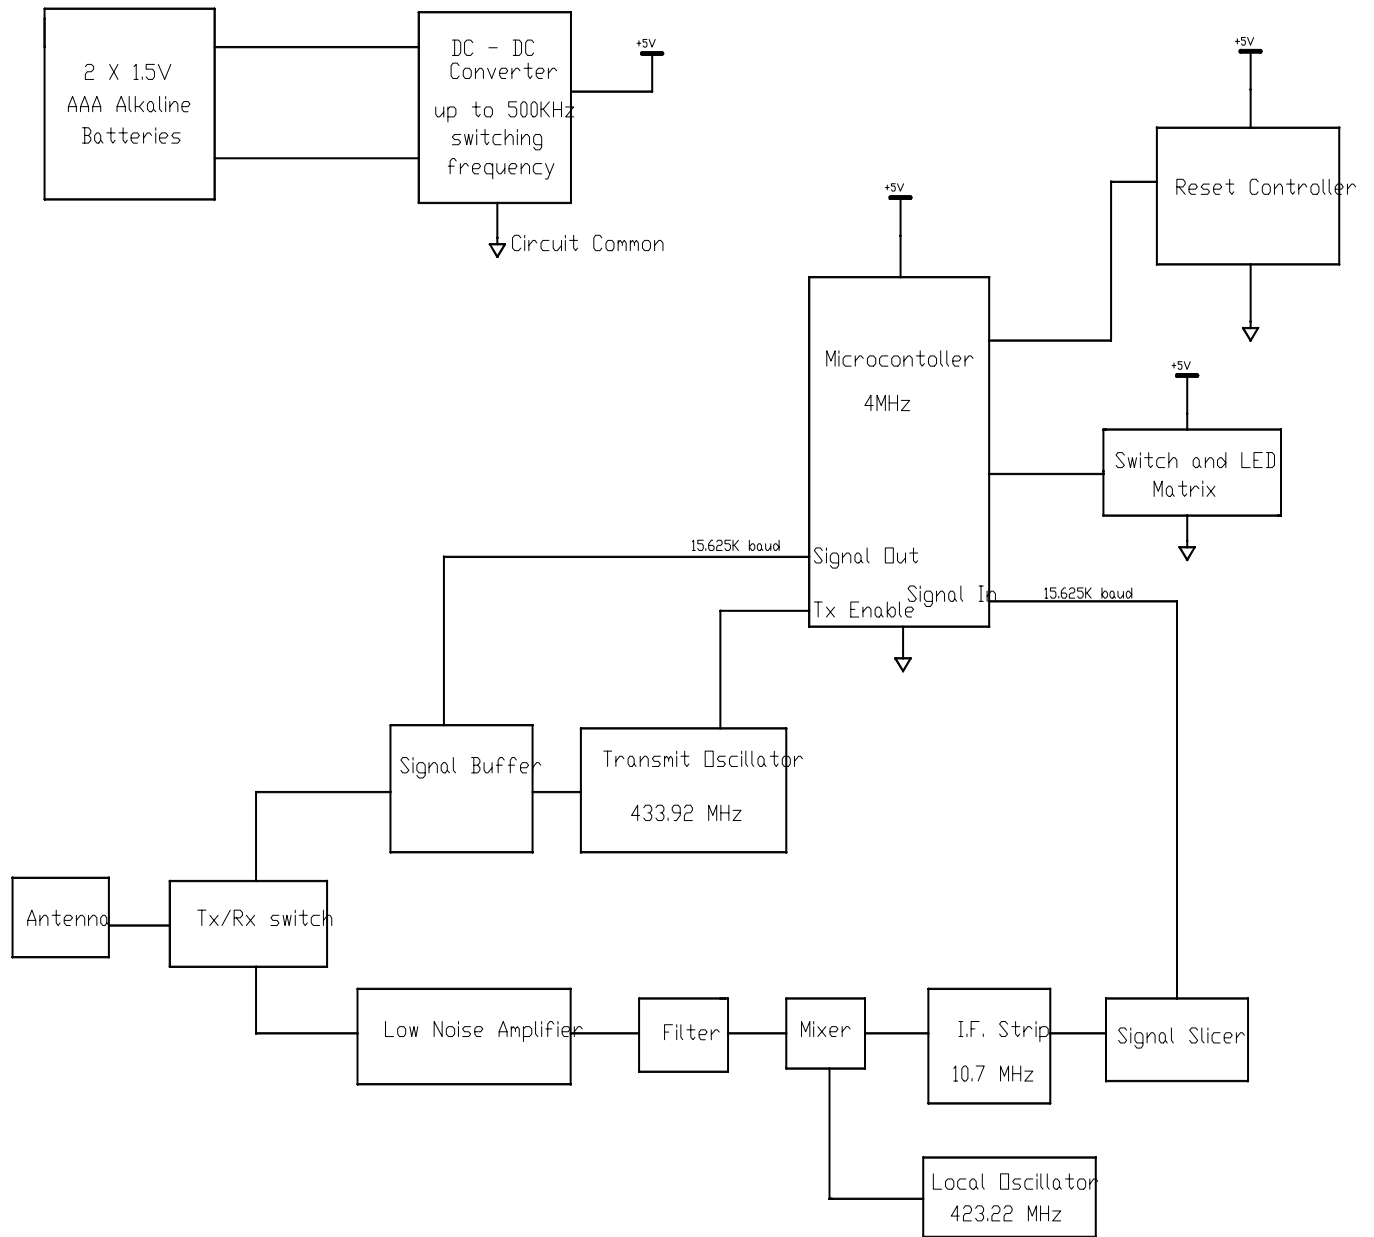 2 X 1.5V
AAA Alkaline
Batteries
DC - DC
Converter
up to 500KHz
switching
frequency
+5V
Circuit Common
+5V
Reset Controller
+5V
Microcontoller
4MHz
+5V
Switch and LED
Matrix
15.625K baud
Signal Out
Signal In
15.625K baud
Tx Enable
Signal Buffer
Transmit Oscillator
433.92 MHz
Antenna
Tx/Rx switch
Low Noise Amplifier
Filter
Mixer
I.F. Strip
10.7 MHz
Signal Slicer
Local Oscillator
423.22 MHz